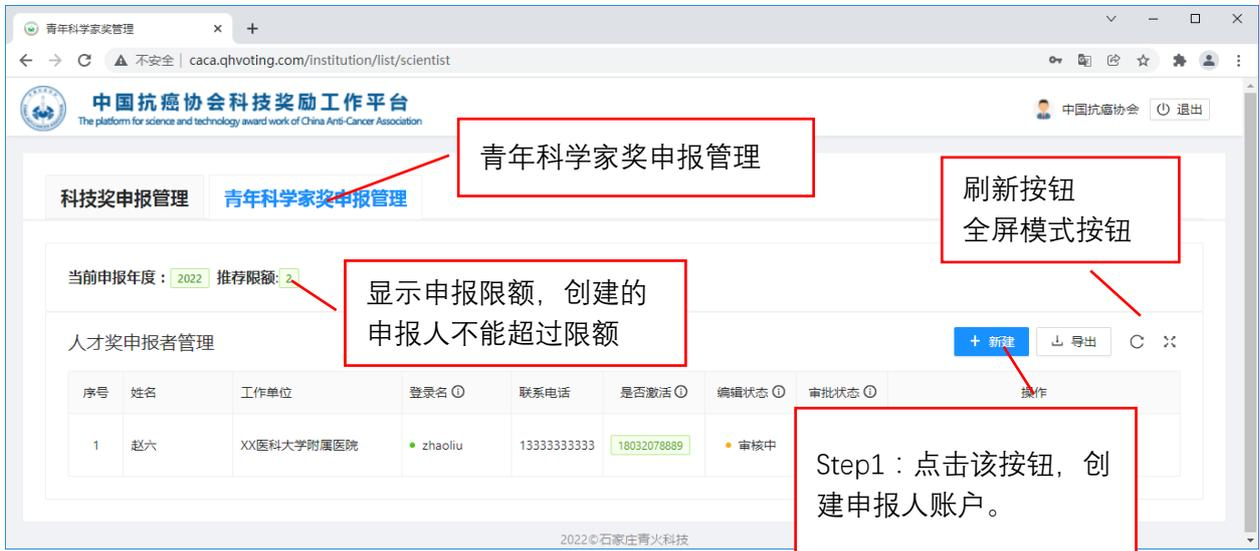 青年科学家奖管理
不安全 | caca.qhvoting.com/institution/list/scientist
中国抗癌协会科技奖励工作平台
The platform for science and technology award work of China Anti-Cancer Association
中国抗癌协会 退出
青年科学家奖申报管理
科技奖申报管理 青年科学家奖申报管理
刷新按钮
全屏模式按钮
当前申报年度： 2022 推荐限额: 2
显示申报限额，创建的
申报人不能超过限额
人才奖申报者管理
+ 新建 导出
序号 姓名 工作单位 登录名 联系电话 是否激活 编辑状态 审批状态 操作
1 赵六 XX医科大学附属医院 zhaoliu 13333333333 18032078889 审核中
Step1：点击该按钮，创
建申报人账户。
2022©石家庄青火科技